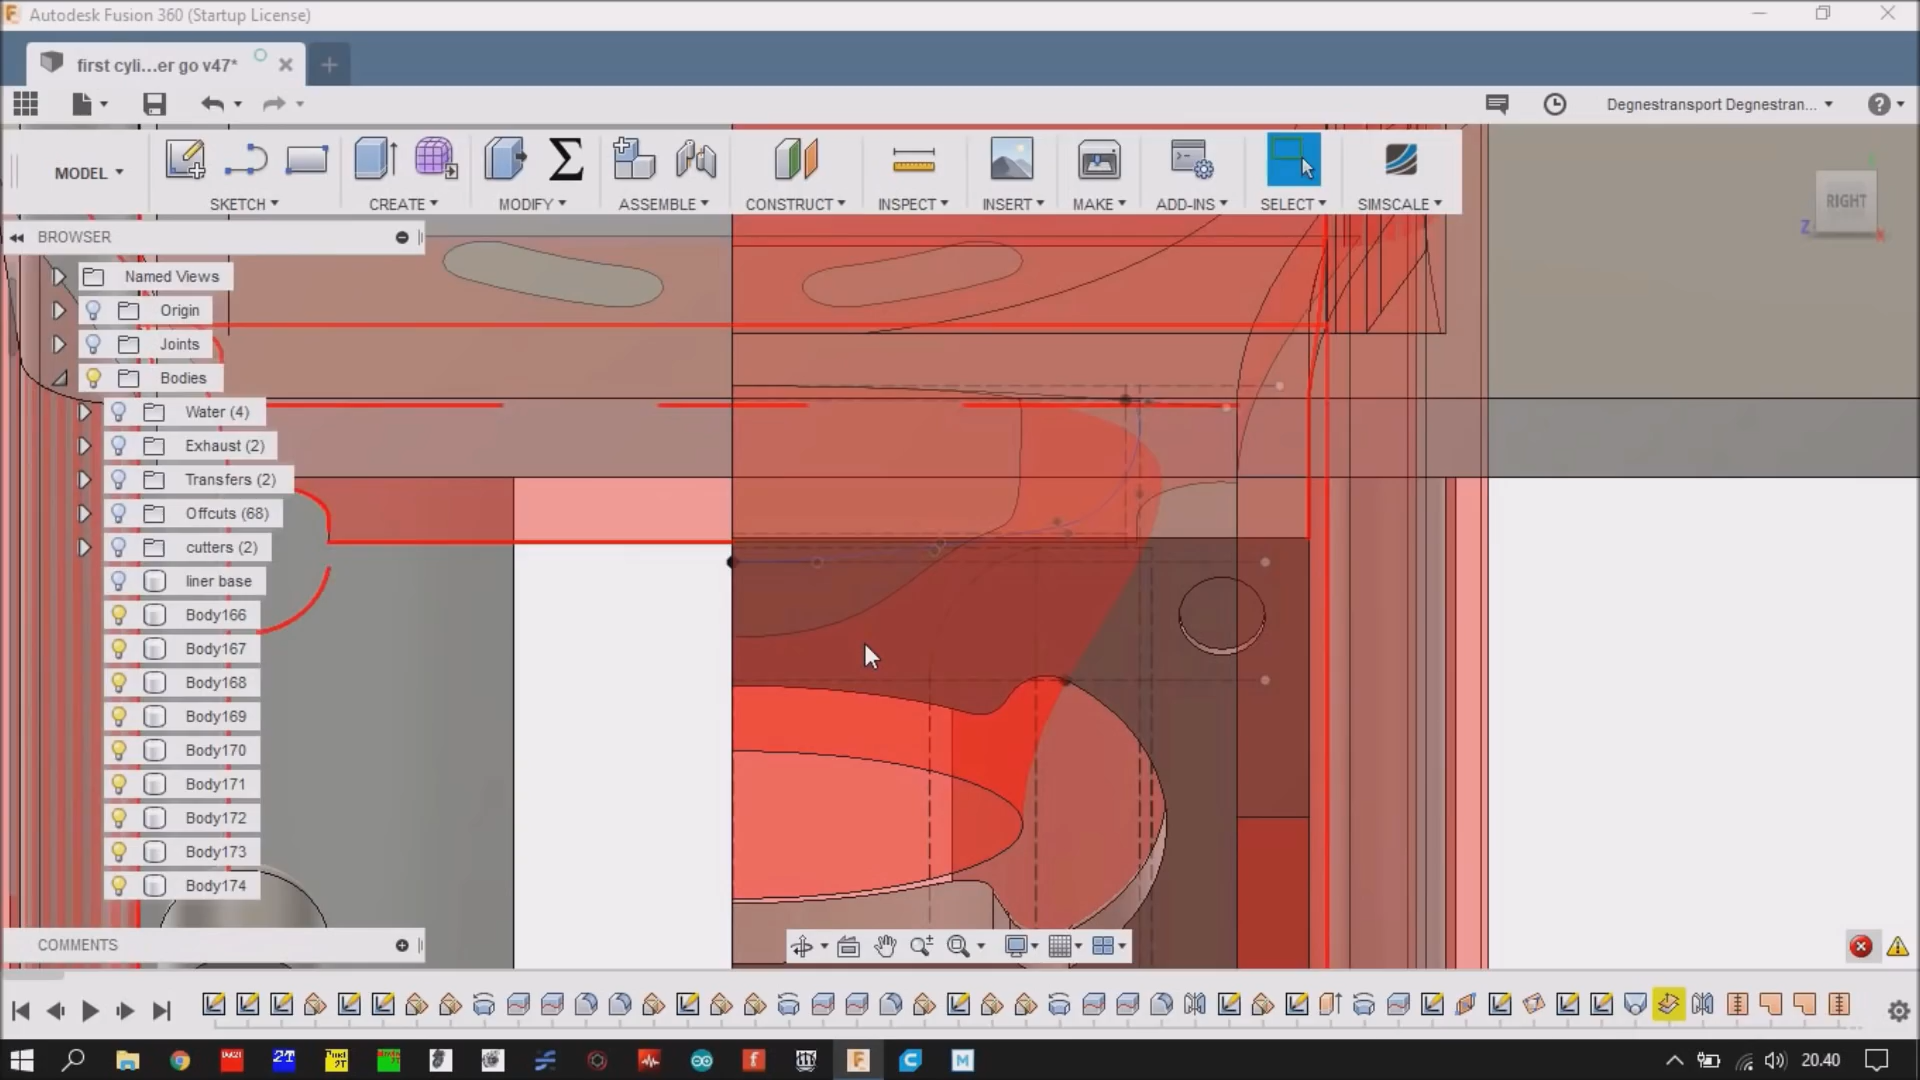 Autodesk Fusion 360 (Startup License)
first cyli...er go v47*
Degnestransport Degnestran...
MODEL
SKETCH
CREATE
MODIFY
ASSEMBLE
CONSTRUCT
INSPECT
INSERT
MAKE
ADD-INS
SELECT
SIMSCALE
RIGHT
Z
X
BROWSER
Named Views
Origin
Joints
Bodies
Water (4)
Exhaust (2)
Transfers (2)
Offcuts (68)
cutters (2)
liner base
Body166
Body167
Body168
Body169
Body170
Body171
Body172
Body173
Body174
COMMENTS
2T
20.40